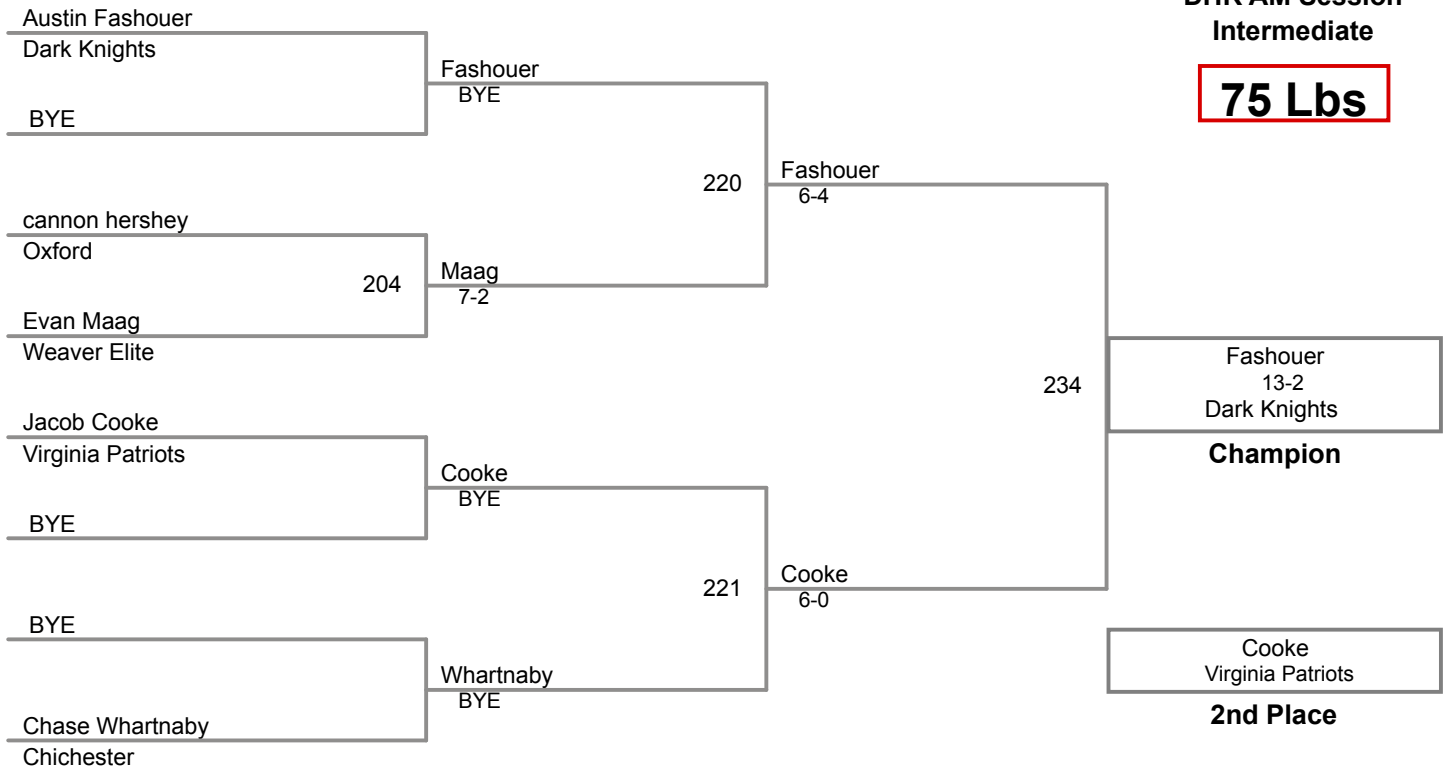 Intermediate
75 Lbs
Austin Fashouer
Dark Knights
BYE
Fashouer
BYE
cannon hershey
Oxford
204
Evan Maag
Weaver Elite
Maag
7-2
220
Fashouer
6-4
Jacob Cooke
Virginia Patriots
BYE
Cooke
BYE
BYE
Chase Whartnaby
Chichester
Whartnaby
BYE
221
Cooke
6-0
234
Fashouer
13-2
Dark Knights
Champion
Cooke
Virginia Patriots
2nd Place